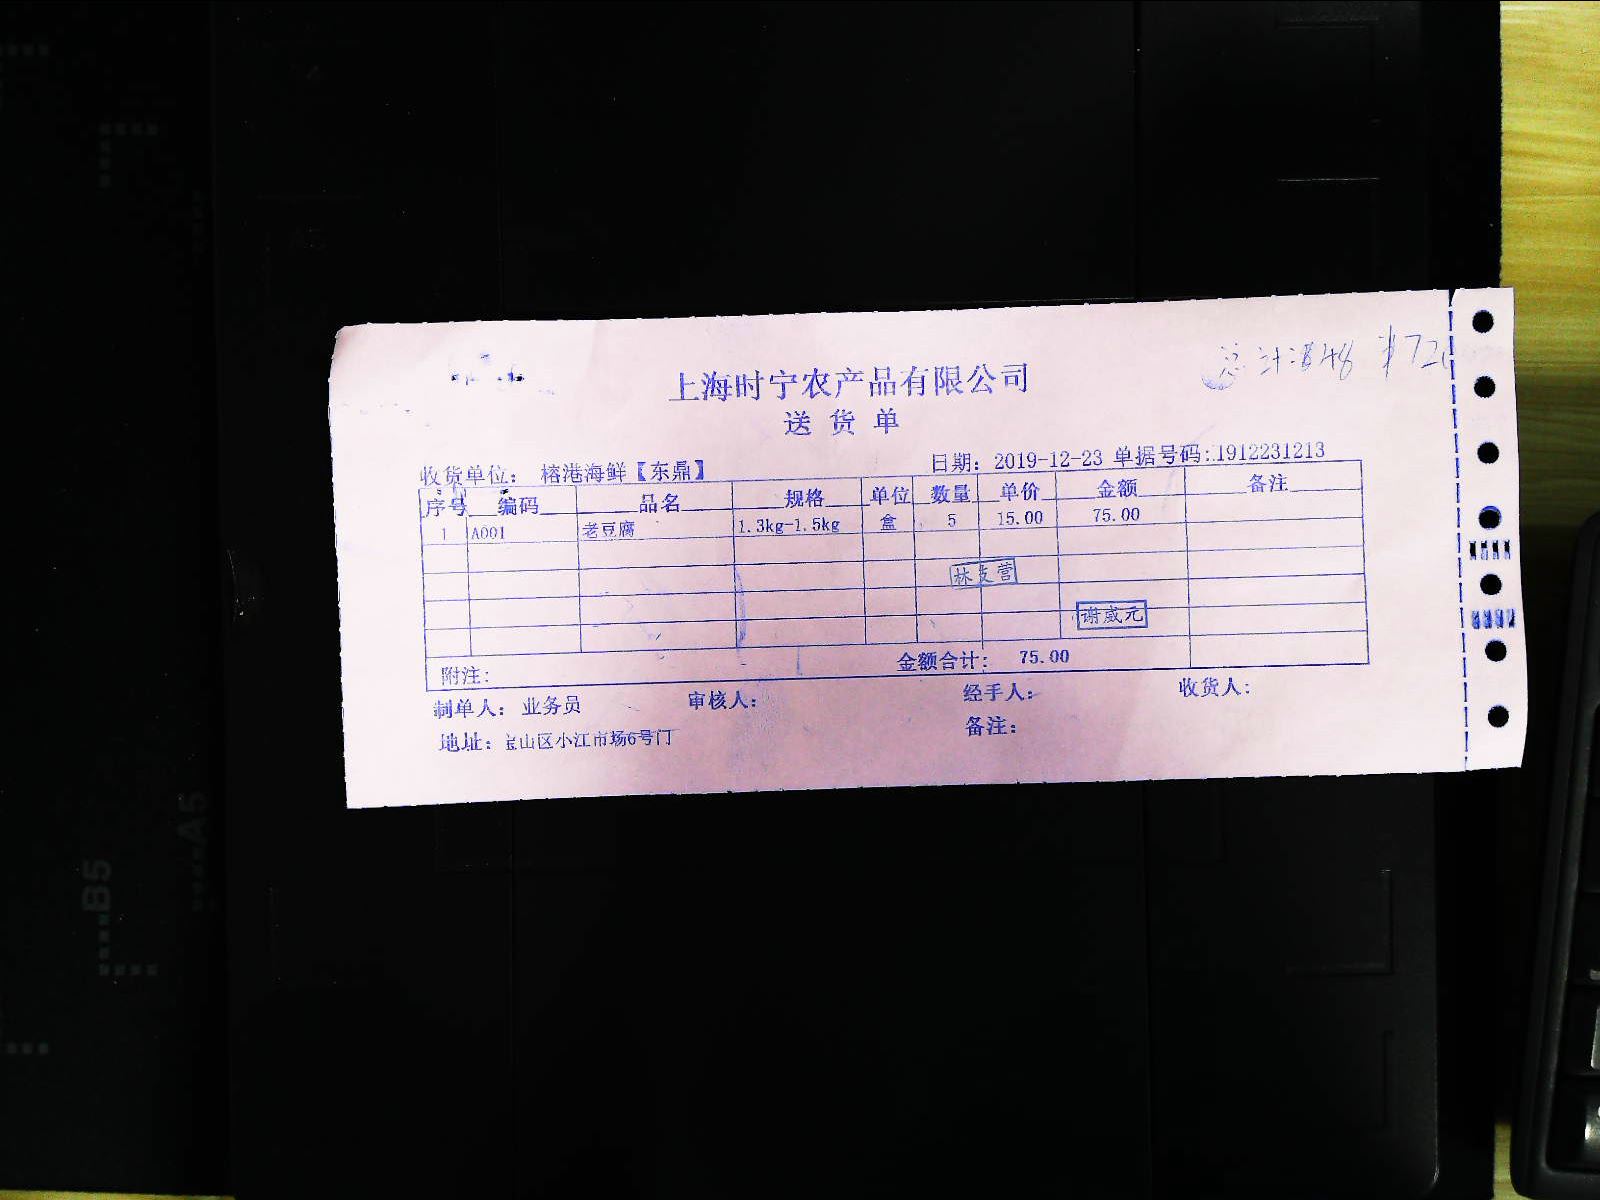 上海时宁农产品有限公司
送货单
收货单位： 榕港海鲜【东鼎】 日期：2019-12-23 单据号码:1912231213
序号 编码 品名 规格 单位 数量 单价 金额 备注
1 A001 老豆腐 1.3kg-1.5kg 盒 5 15.00 75.00
林支营
谢威元
附注: 金额合计: 75.00
制单人：业务员 审核人： 经手人： 收货人：
地址：宝山区小江市场6号门 备注：
B5
A5